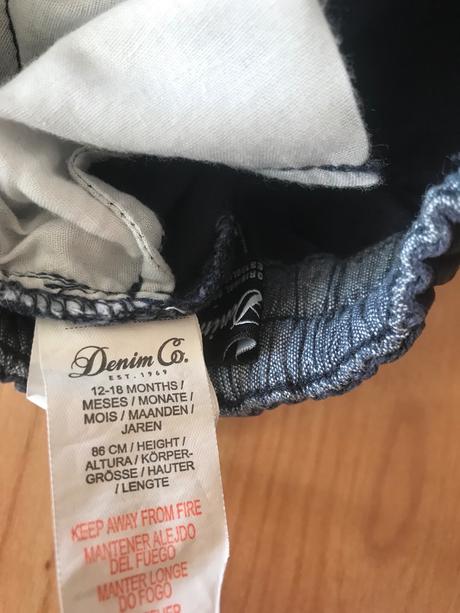 Denim Co.
EST. 1969
12-18 MONTHS /
MESES / MONATE /
MOIS / MAANDEN /
JAREN
86 CM / HEIGHT /
ALTURA / KÖRPER-
GRÖSSE / HAUTER
/ LENGTE
KEEP AWAY FROM FIRE
MANTENER ALEJDO
DEL FUEGO
MANTER LONGE
DO FOGO